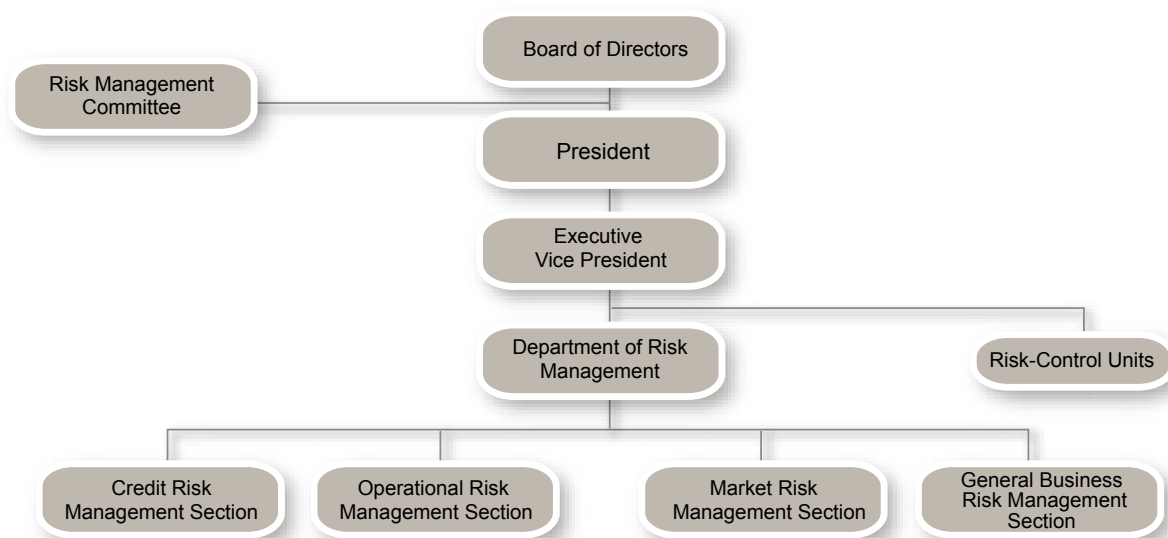 Board of Directors
Risk Management
Committee
President
Executive
Vice President
Department of Risk
Management
Risk-Control Units
Credit Risk
Management Section
Operational Risk
Management Section
Market Risk
Management Section
General Business
Risk Management
Section